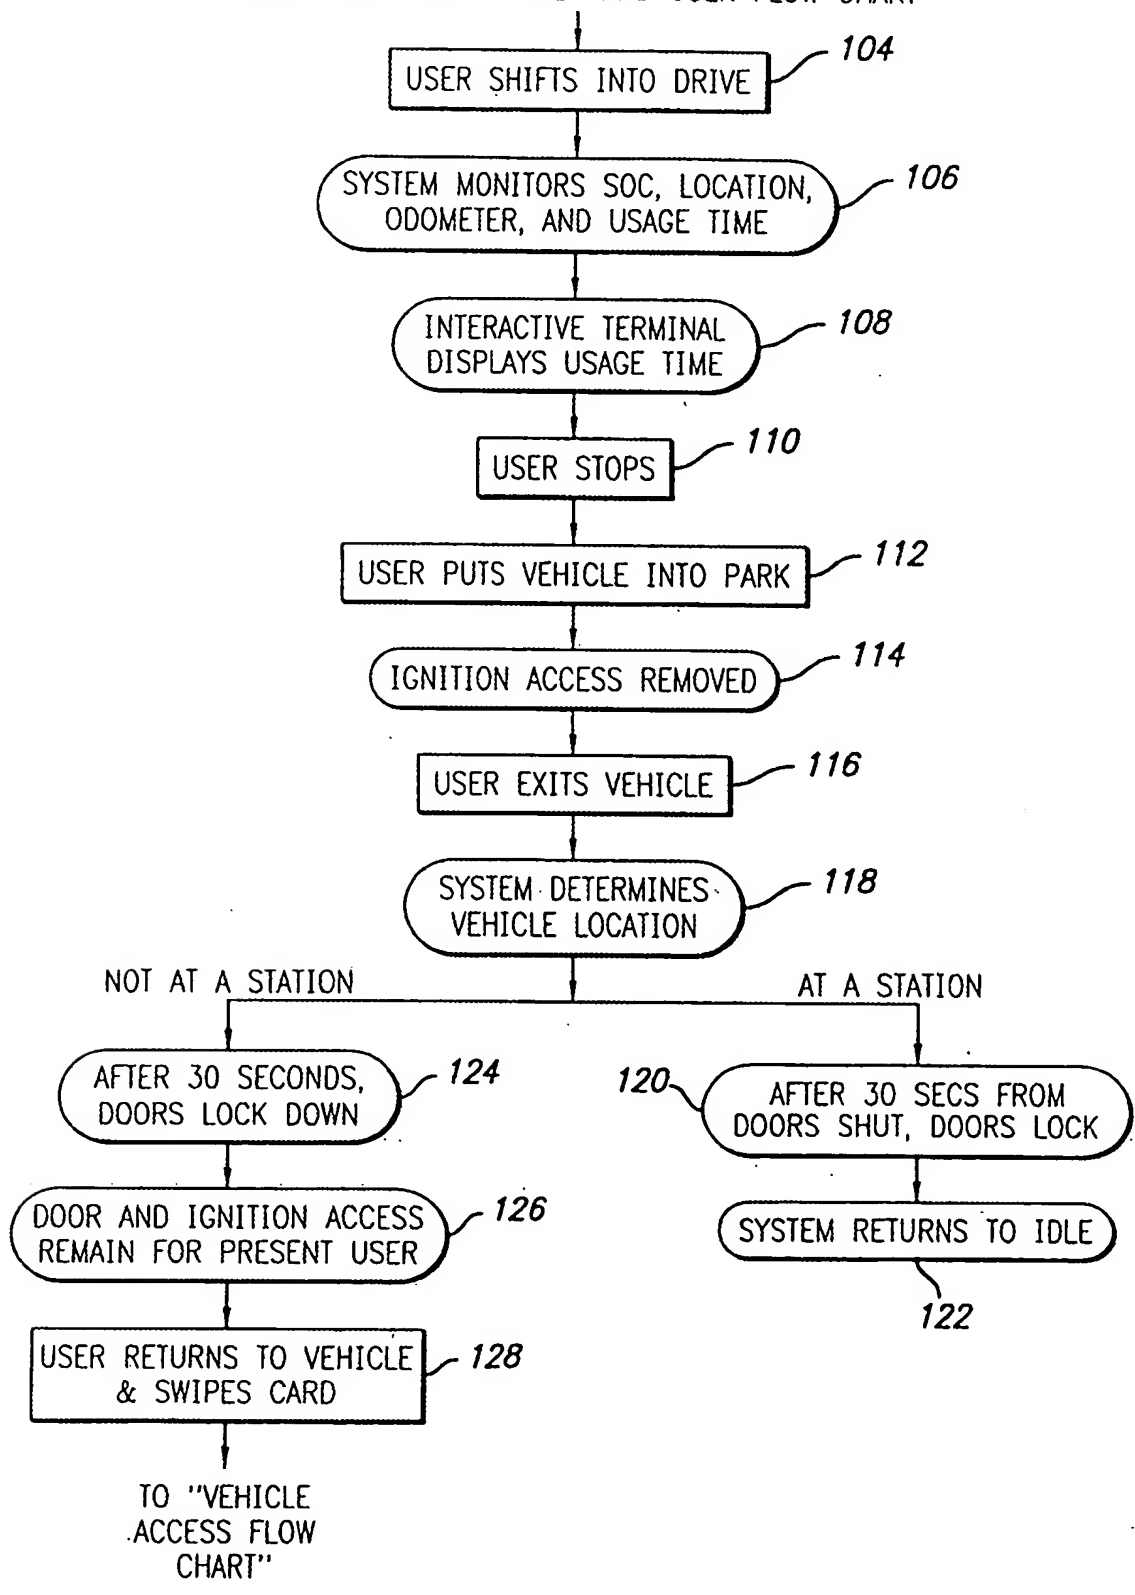 USER FLOW CHART
104
USER SHIFTS INTO DRIVE
106
SYSTEM MONITORS SOC, LOCATION,
ODOMETER, AND USAGE TIME
108
INTERACTIVE TERMINAL
DISPLAYS USAGE TIME
110
USER STOPS
112
USER PUTS VEHICLE INTO PARK
114
IGNITION ACCESS REMOVED
116
USER EXITS VEHICLE
118
SYSTEM DETERMINES
VEHICLE LOCATION
NOT AT A STATION
AT A STATION
124
AFTER 30 SECONDS,
DOORS LOCK DOWN
120
AFTER 30 SECS FROM
DOORS SHUT, DOORS LOCK
126
DOOR AND IGNITION ACCESS
REMAIN FOR PRESENT USER
SYSTEM RETURNS TO IDLE
122
128
USER RETURNS TO VEHICLE
& SWIPES CARD
TO "VEHICLE
ACCESS FLOW
CHART"